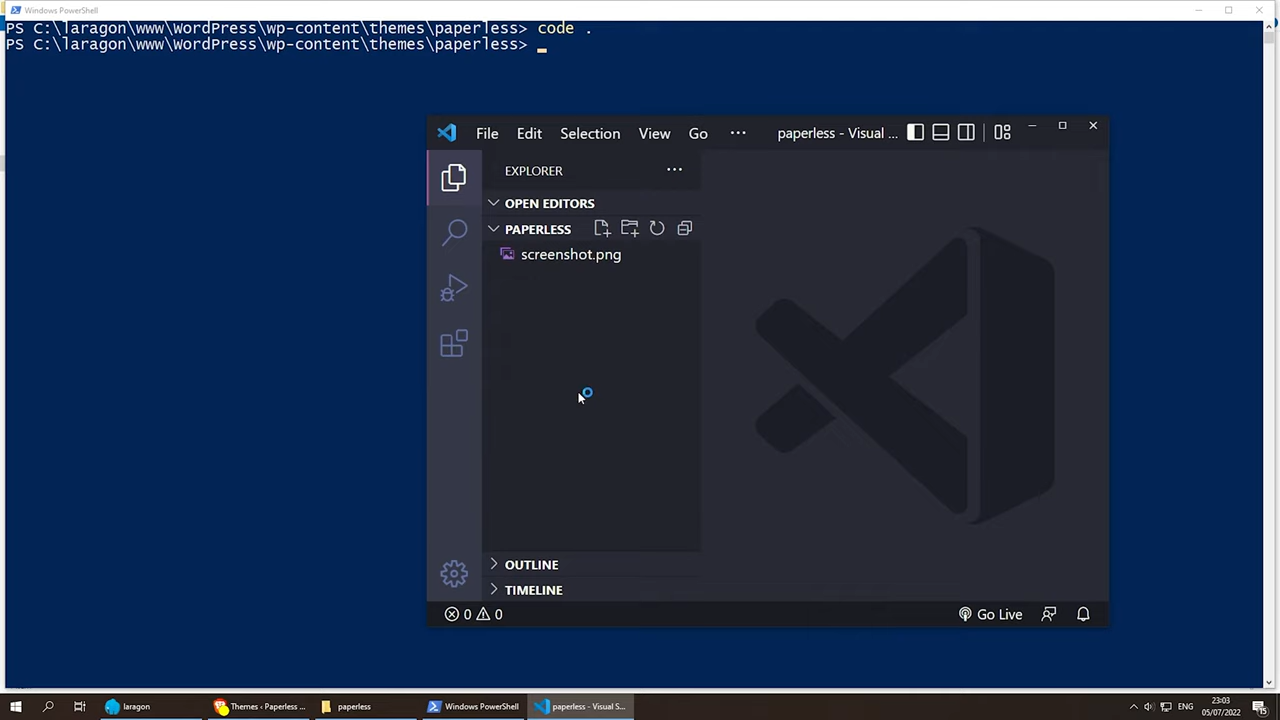 Windows PowerShell
PS C:\laragon\www\WordPress\wp-content\themes\paperless> code .
PS C:\laragon\www\WordPress\wp-content\themes\paperless>
File Edit Selection View Go ··· paperless - Visual ...
EXPLORER ···
OPEN EDITORS
PAPERLESS
screenshot.png
OUTLINE
TIMELINE
0 0 Go Live
laragon Themes ‹ Paperless ... paperless Windows PowerShell paperless - Visual S... ENG 23:03
05/07/2022
15